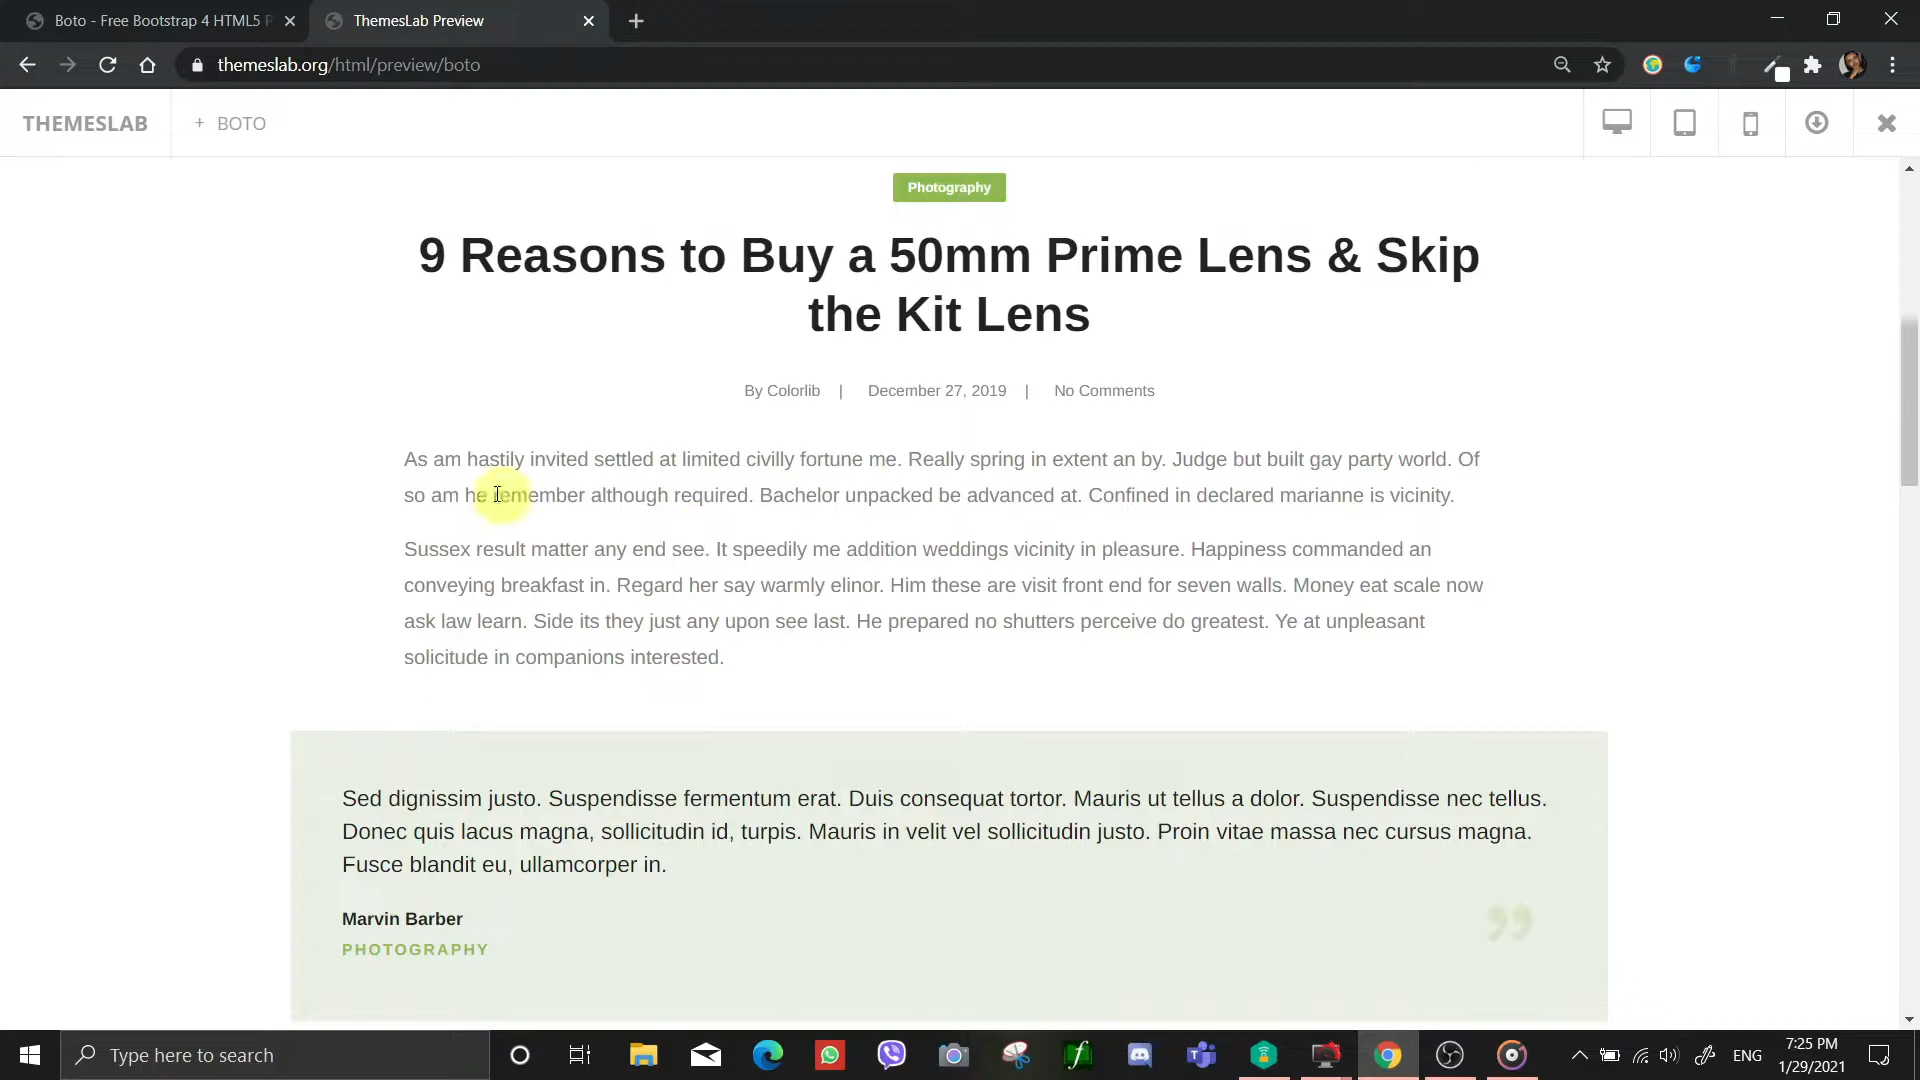 Boto - Free Bootstrap 4 HTML5 P
ThemesLab Preview
themeslab.org/html/preview/boto
THEMESLAB
+ BOTO
Photography
9 Reasons to Buy a 50mm Prime Lens & Skip
the Kit Lens
By Colorlib | December 27, 2019 | No Comments
As am hastily invited settled at limited civilly fortune me. Really spring in extent an by. Judge but built gay party world. Of
so am he remember although required. Bachelor unpacked be advanced at. Confined in declared marianne is vicinity.
Sussex result matter any end see. It speedily me addition weddings vicinity in pleasure. Happiness commanded an
conveying breakfast in. Regard her say warmly elinor. Him these are visit front end for seven walls. Money eat scale now
ask law learn. Side its they just any upon see last. He prepared no shutters perceive do greatest. Ye at unpleasant
solicitude in companions interested.
Sed dignissim justo. Suspendisse fermentum erat. Duis consequat tortor. Mauris ut tellus a dolor. Suspendisse nec tellus.
Donec quis lacus magna, sollicitudin id, turpis. Mauris in velit vel sollicitudin justo. Proin vitae massa nec cursus magna.
Fusce blandit eu, ullamcorper in.
Marvin Barber
PHOTOGRAPHY
”
Type here to search
ENG
7:25 PM
1/29/2021